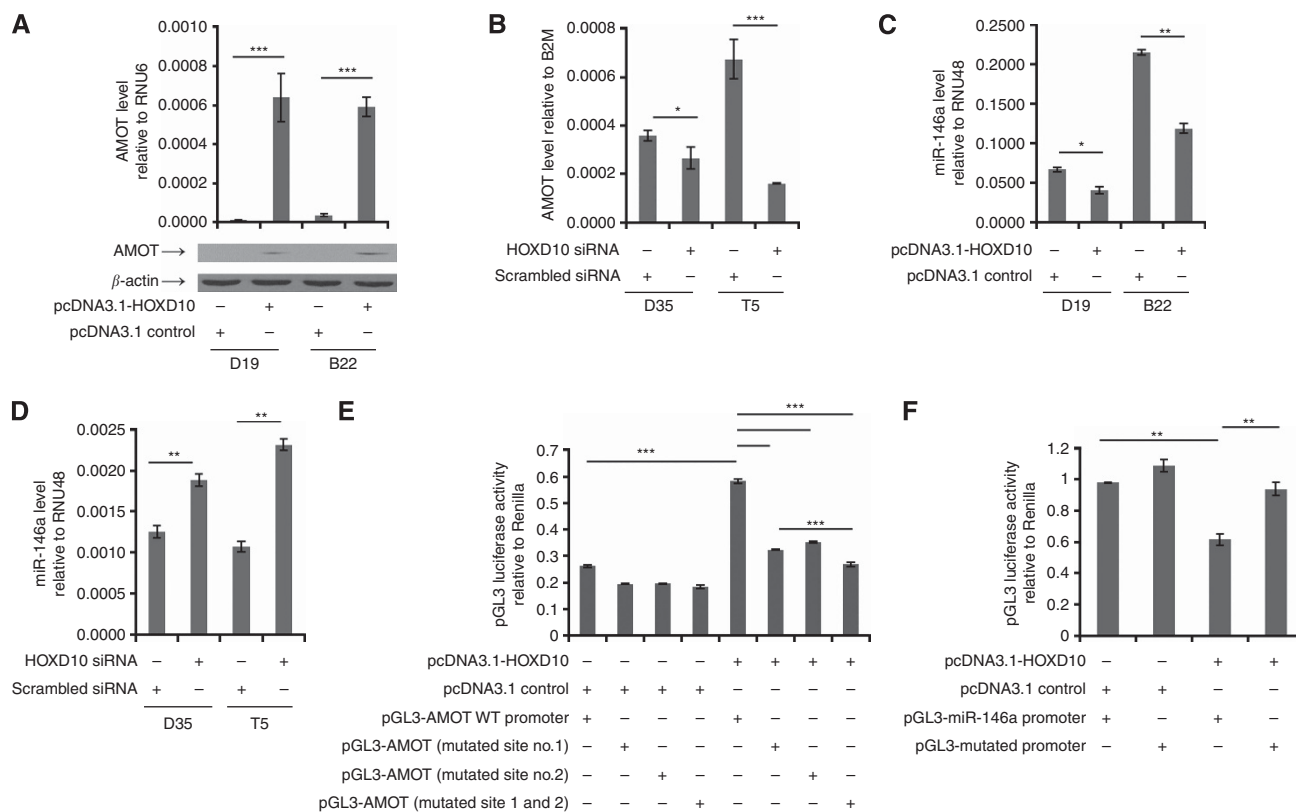 A
AMOT level
relative to RNU6
0.0010
0.0008
0.0006
0.0004
0.0002
0.0000
***
***
AMOT→
β-actin→
pcDNA3.1-HOXD10 – + – +
pcDNA3.1 control + – + –
D19 B22
B
AMOT level relative to B2M
0.0008
0.0006
0.0004
0.0002
0.0000
*
***
HOXD10 siRNA – + – +
Scrambled siRNA + – + –
D35 T5
C
miR-146a level
relative to RNU48
0.2500
0.2000
0.1500
0.1000
0.0500
0.0000
*
**
pcDNA3.1-HOXD10 – + – +
pcDNA3.1 control + – + –
D19 B22
D
miR-146a level
relative to RNU48
0.0025
0.0020
0.0015
0.0010
0.0005
0.0000
**
**
HOXD10 siRNA – + – +
Scrambled siRNA + – + –
D35 T5
E
pGL3 luciferase activity
relative to Renilla
0.7
0.6
0.5
0.4
0.3
0.2
0.1
0
***
***
***
pcDNA3.1-HOXD10 – – – – + + + +
pcDNA3.1 control + + + + – – – –
pGL3-AMOT WT promoter + – – – + – – –
pGL3-AMOT (mutated site no.1) – + – – – + – –
pGL3-AMOT (mutated site no.2) – – + – – – + –
pGL3-AMOT (mutated site 1 and 2) – – – + – – – +
F
pGL3 luciferase activity
relative to Renilla
1.2
1
0.8
0.6
0.4
0.2
0
**
**
pcDNA3.1-HOXD10 – – + +
pcDNA3.1 control + + – –
pGL3-miR-146a promoter + – + –
pGL3-mutated promoter – + – +